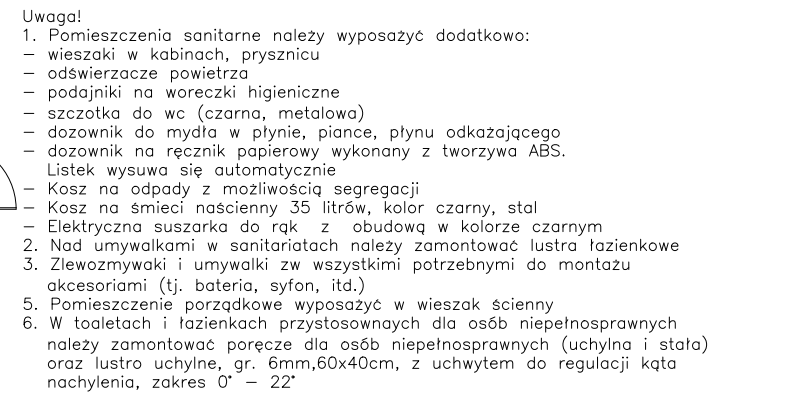 Uwaga!
1. Pomieszczenia sanitarne należy wyposażyć dodatkowo:
– wieszaki w kabinach, prysznicu
– odświerzacze powietrza
– podajniki na woreczki higieniczne
– szczotka do wc (czarna, metalowa)
– dozownik do mydła w płynie, piance, płynu odkażającego
– dozownik na ręcznik papierowy wykonany z tworzywa ABS.
Listek wysuwa się automatycznie
– Kosz na odpady z możliwością segregacji
– Kosz na śmieci naścienny 35 litrów, kolor czarny, stal
– Elektryczna suszarka do rąk z obudową w kolorze czarnym
2. Nad umywalkami w sanitariatach należy zamontować lustra łazienkowe
3. Zlewozmywaki i umywalki zw wszystkimi potrzebnymi do montażu
akcesoriami (tj. bateria, syfon, itd.)
5. Pomieszczenie porządkowe wyposażyć w wieszak ścienny
6. W toaletach i łazienkach przystosownaych dla osób niepełnosprawnych
należy zamontować poręcze dla osób niepełnosprawnych (uchylna i stała)
oraz lustro uchylne, gr. 6mm,60x40cm, z uchwytem do regulacji kąta
nachylenia, zakres 0° – 22°